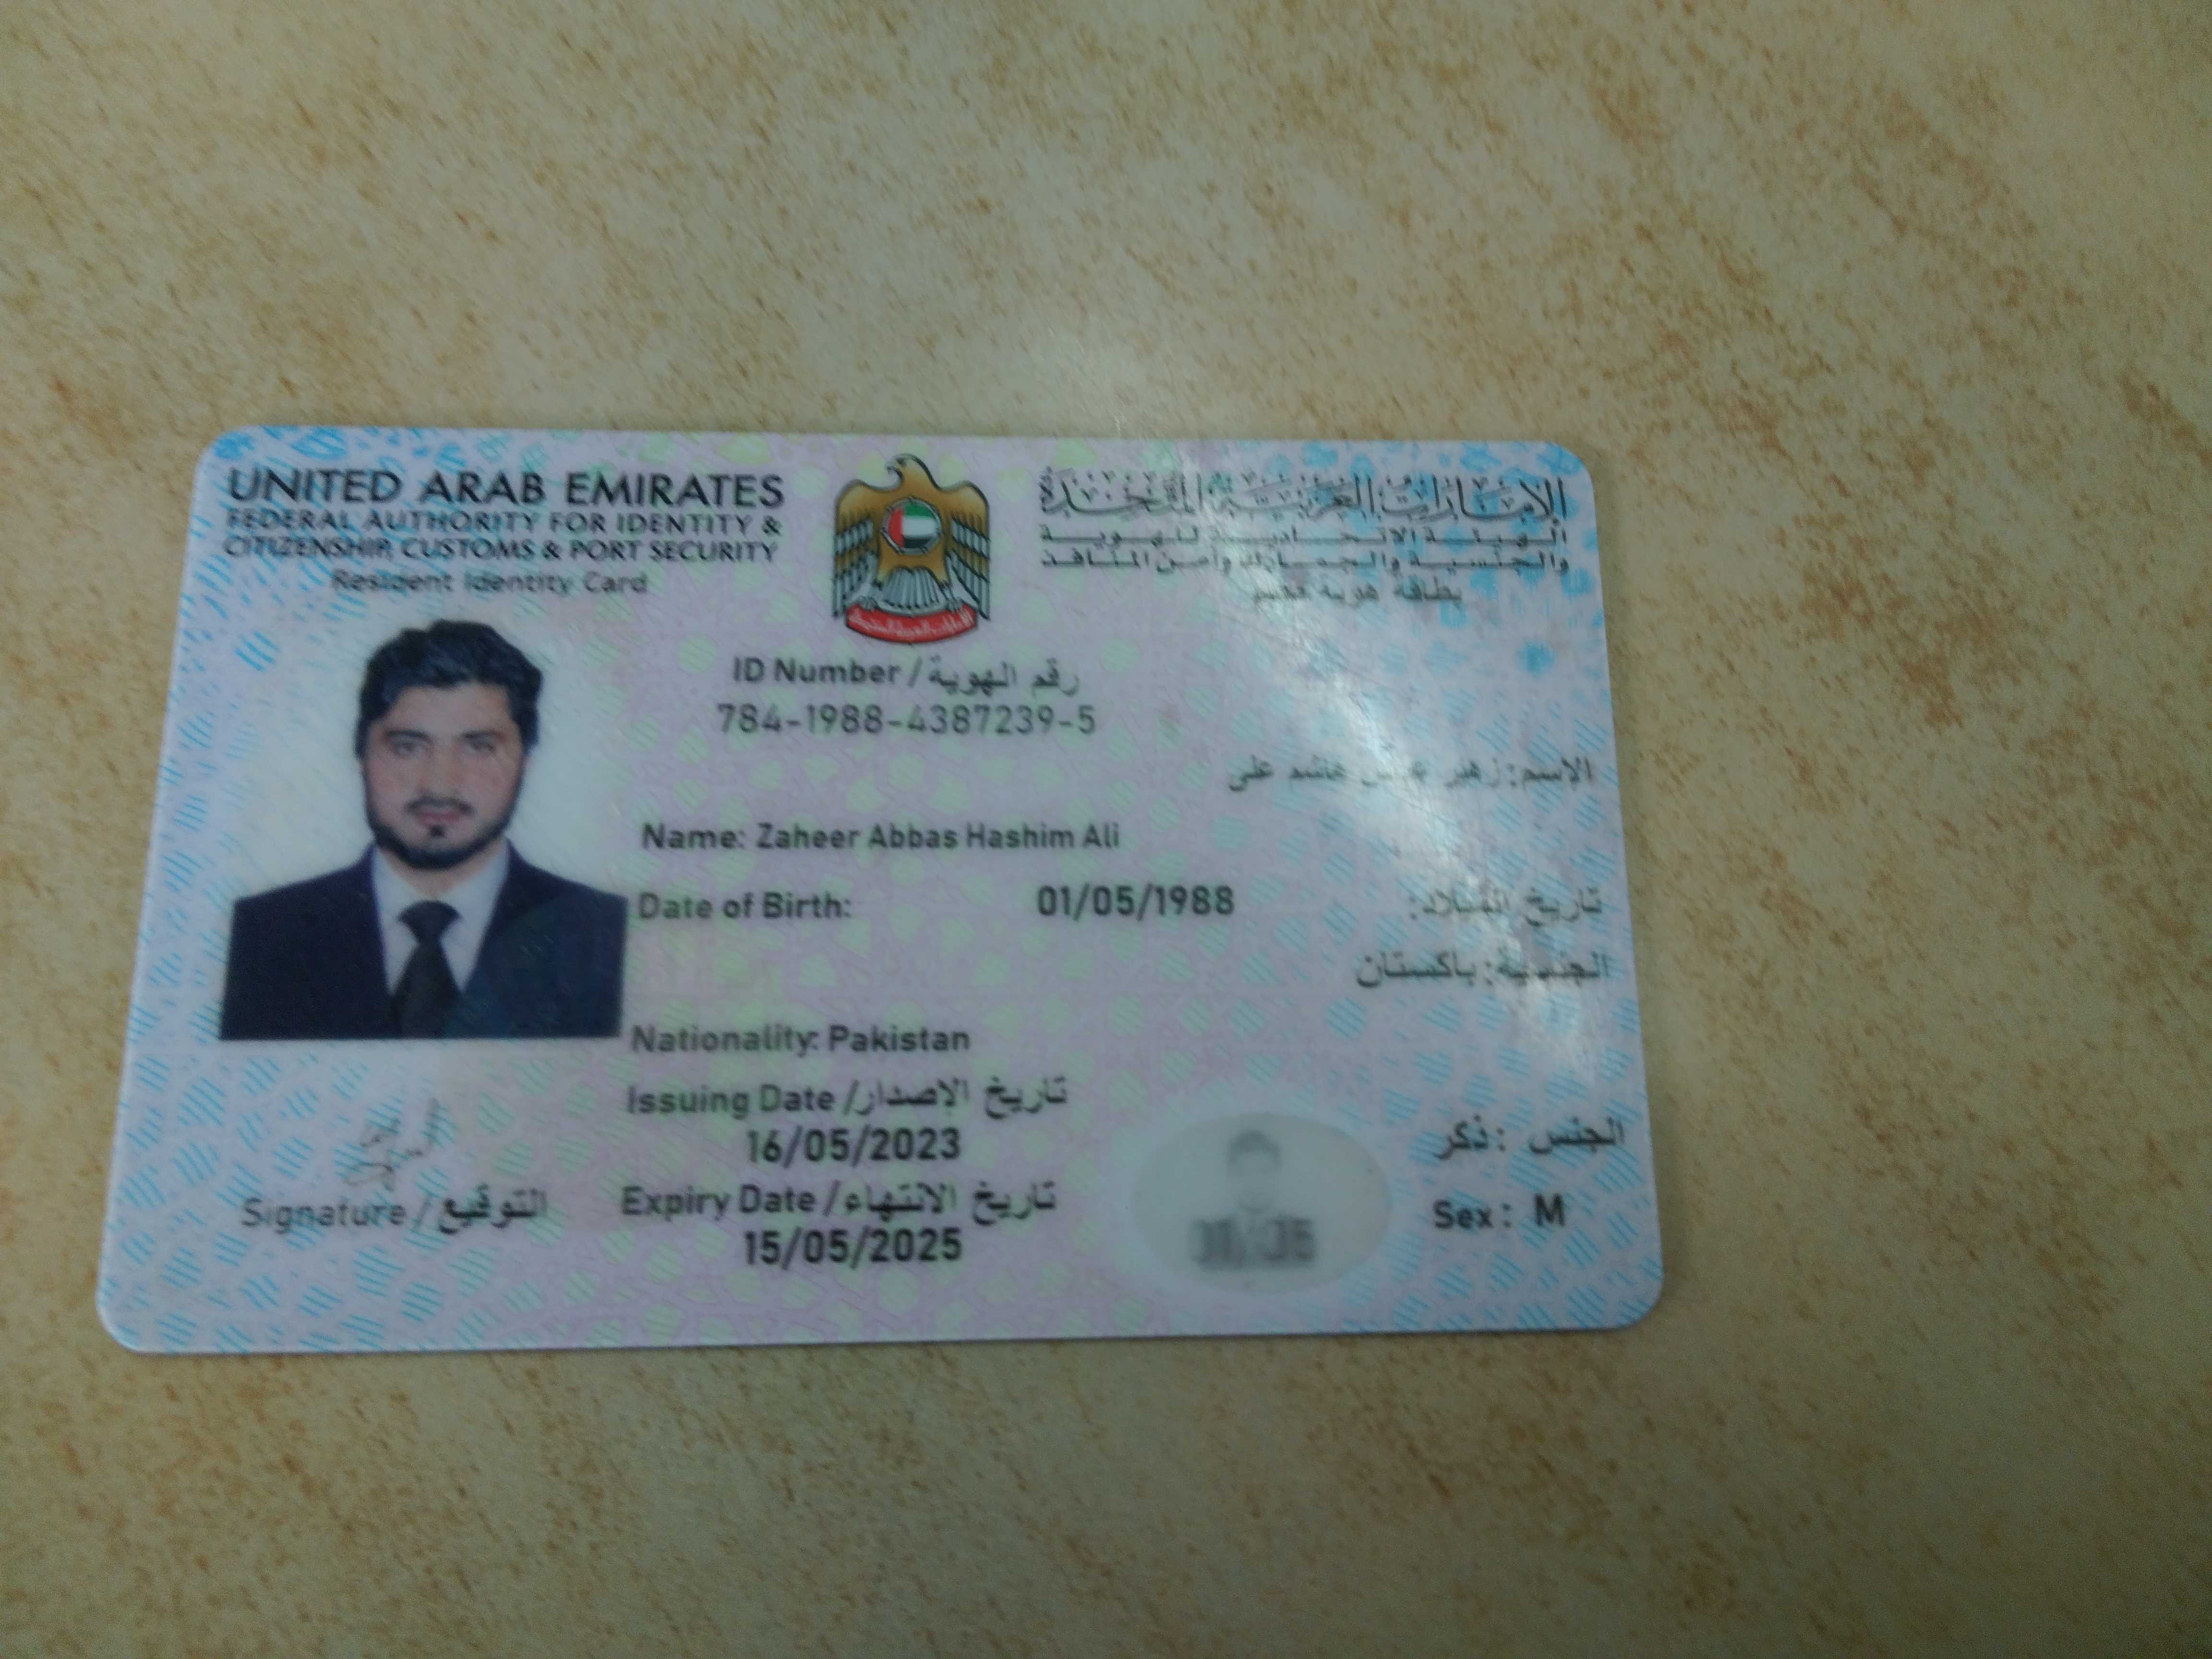 UNITED ARAB EMIRATES
FEDERAL AUTHORITY FOR IDENTITY &
CITIZENSHIP, CUSTOMS & PORT SECURITY
Resident Identity Card
الإمارات العربية المتحدة
الهيئة الاتحادية للهوية
والجنسية والجمارك وأمن المنافذ
بطاقة هوية مقيم
ID Number / رقم الهوية
784-1988-4387239-5
الاسم: زهير عباس هاشم على
Name: Zaheer Abbas Hashim Ali
Date of Birth: 01/05/1988 تاريخ الميلاد:
الجنسية: باكستان
Nationality: Pakistan
Issuing Date / تاريخ الاصدار
16/05/2023
Expiry Date / تاريخ الانتهاء
15/05/2025
الجنس : ذكر
Sex: M
Signature / التوقيع